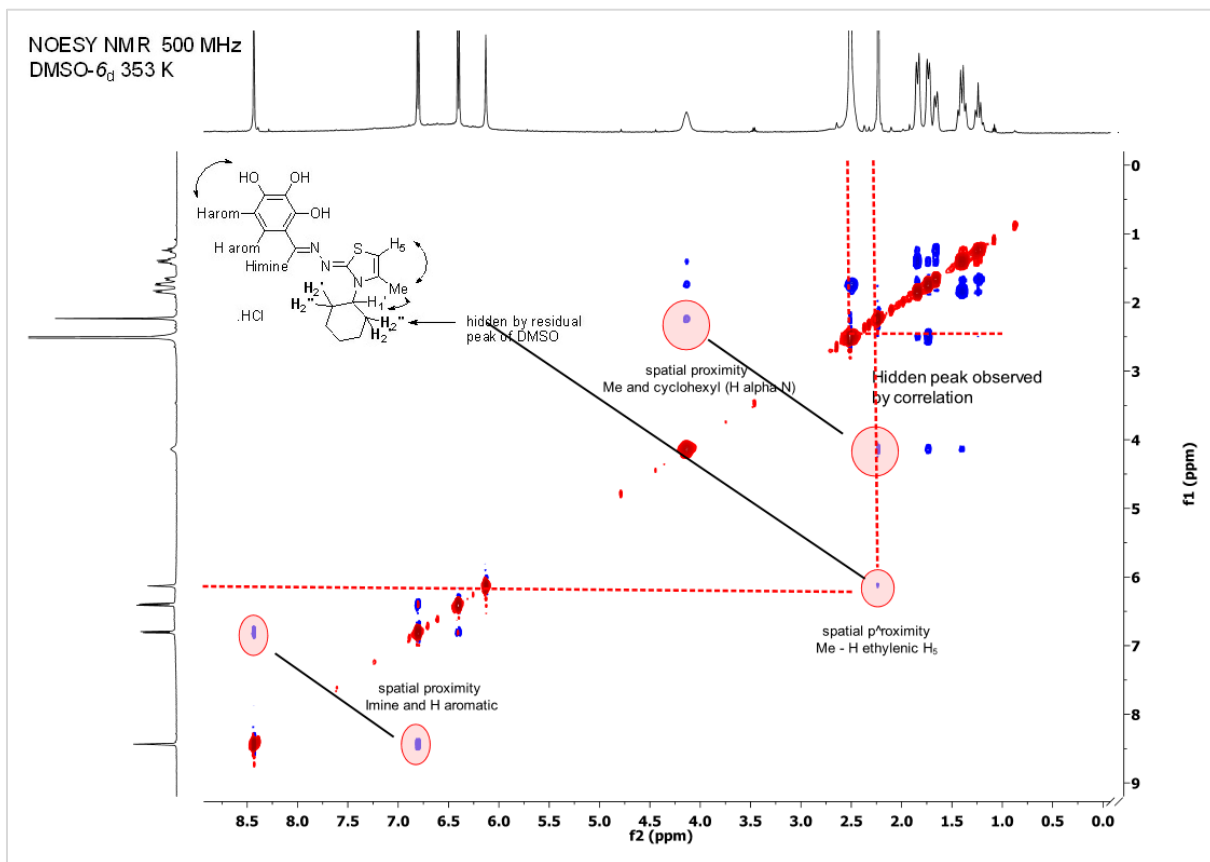 NOESY NMR 500 MHz
DMSO-6d 353 K
HO OH
Harom OH
H arom
Himine
N
N
S
H5
N
Me
H2'
H2"
H1'
H2"
H2'
.HCl
hidden by residual
peak of DMSO
spatial proximity
Me and cyclohexyl (H alpha N)
Hidden peak observed
by correlation
spatial p^roximity
Me - H ethylenic H5
spatial proximity
Imine and H aromatic
0
1
2
3
4
5
6
7
8
9
f1 (ppm)
8.5 8.0 7.5 7.0 6.5 6.0 5.5 5.0 4.5 4.0 3.5 3.0 2.5 2.0 1.5 1.0 0.5 0.0
f2 (ppm)